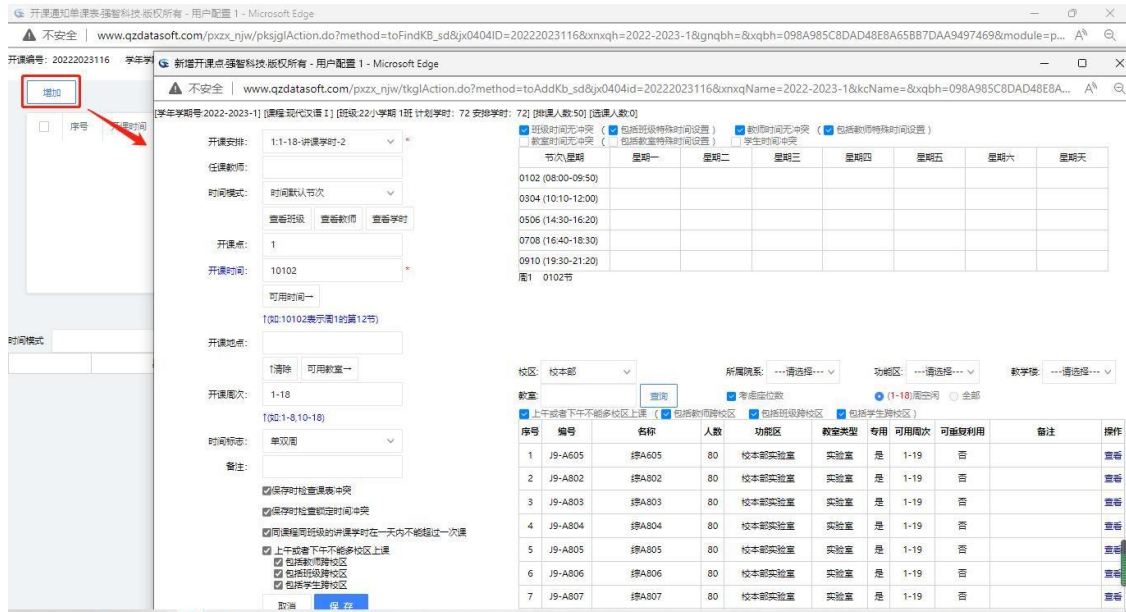 开课通知单课表-强智科技.版权所有 - 用户配置 1 - Microsoft Edge
不安全 | www.qzdatasoft.com/pxzx_njw/pksjglAction.do?method=toFindKB_sd&jx0404ID=20222023116&xnxqh=2022-2023-1&gnqbh=&xqbh=098A985C8DAD48E8A65BB7DAA9497469&module=p...
开课编号: 20222023116 学年学
增加
序号 开课时间
时间模式
新增开课点-强智科技.版权所有 - 用户配置 1 - Microsoft Edge
不安全 | www.qzdatasoft.com/pxzx_njw/tkglAction.do?method=toAddKb_sd&jx0404id=20222023116&xnxqName=2022-2023-1&kcName=&xqbh=098A985C8DAD48E8A...
[学年学期号:2022-2023-1] [课程:现代汉语 I ] [班级:22小学期 1班 计划学时: 72 安排学时: 72] [排课人数:50] [选课人数:0]
开课安排: 1:1-18-讲课学时-2 *
任课教师:
时间模式: 时间默认节次
查看班级 查看教师 查看学时
开课点: 1
开课时间: 10102 *
可用时间→
↑(如:10102表示周1的第12节)
开课地点:
↑清除 可用教室→
开课周次: 1-18
↑(如:1-8,10-18)
时间标志: 单双周
备注:
保存时检查课表冲突
保存时检查锁定时间冲突
同课程同班级的讲课学时在一天内不能超过一次课
上午或者下午不能多校区上课
包括教师跨校区
包括班级跨校区
包括学生跨校区
取消 保 存
班级时间无冲突 ( 包括班级特殊时间设置 ) 教师时间无冲突 ( 包括教师特殊时间设置 )
教室时间无冲突 ( 包括教室特殊时间设置 ) 学生时间冲突
节次\星期 星期一 星期二 星期三 星期四 星期五 星期六 星期天
0102 (08:00-09:50)
0304 (10:10-12:00)
0506 (14:30-16:20)
0708 (16:40-18:30)
0910 (19:30-21:20)
周1 0102节
校区: 校本部 所属院系: ---请选择--- 功能区: ---请选择--- 教学楼: ---请选择---
教室: 查询 考虑座位数 (1-18)周空闲 全部
上午或者下午不能多校区上课 ( 包括教师跨校区 包括班级跨校区 包括学生跨校区 )
序号 编号 名称 人数 功能区 教室类型 专用 可用周次 可重复利用 备注 操作
1 J9-A605 综A605 80 校本部实验室 实验室 是 1-19 否 查看
2 J9-A802 综A802 80 校本部实验室 实验室 是 1-19 否 查看
3 J9-A803 综A803 80 校本部实验室 实验室 是 1-19 否 查看
4 J9-A804 综A804 80 校本部实验室 实验室 是 1-19 否 查看
5 J9-A805 综A805 80 校本部实验室 实验室 是 1-19 否 查看
6 J9-A806 综A806 80 校本部实验室 实验室 是 1-19 否 查看
7 J9-A807 综A807 80 校本部实验室 实验室 是 1-19 否 查看